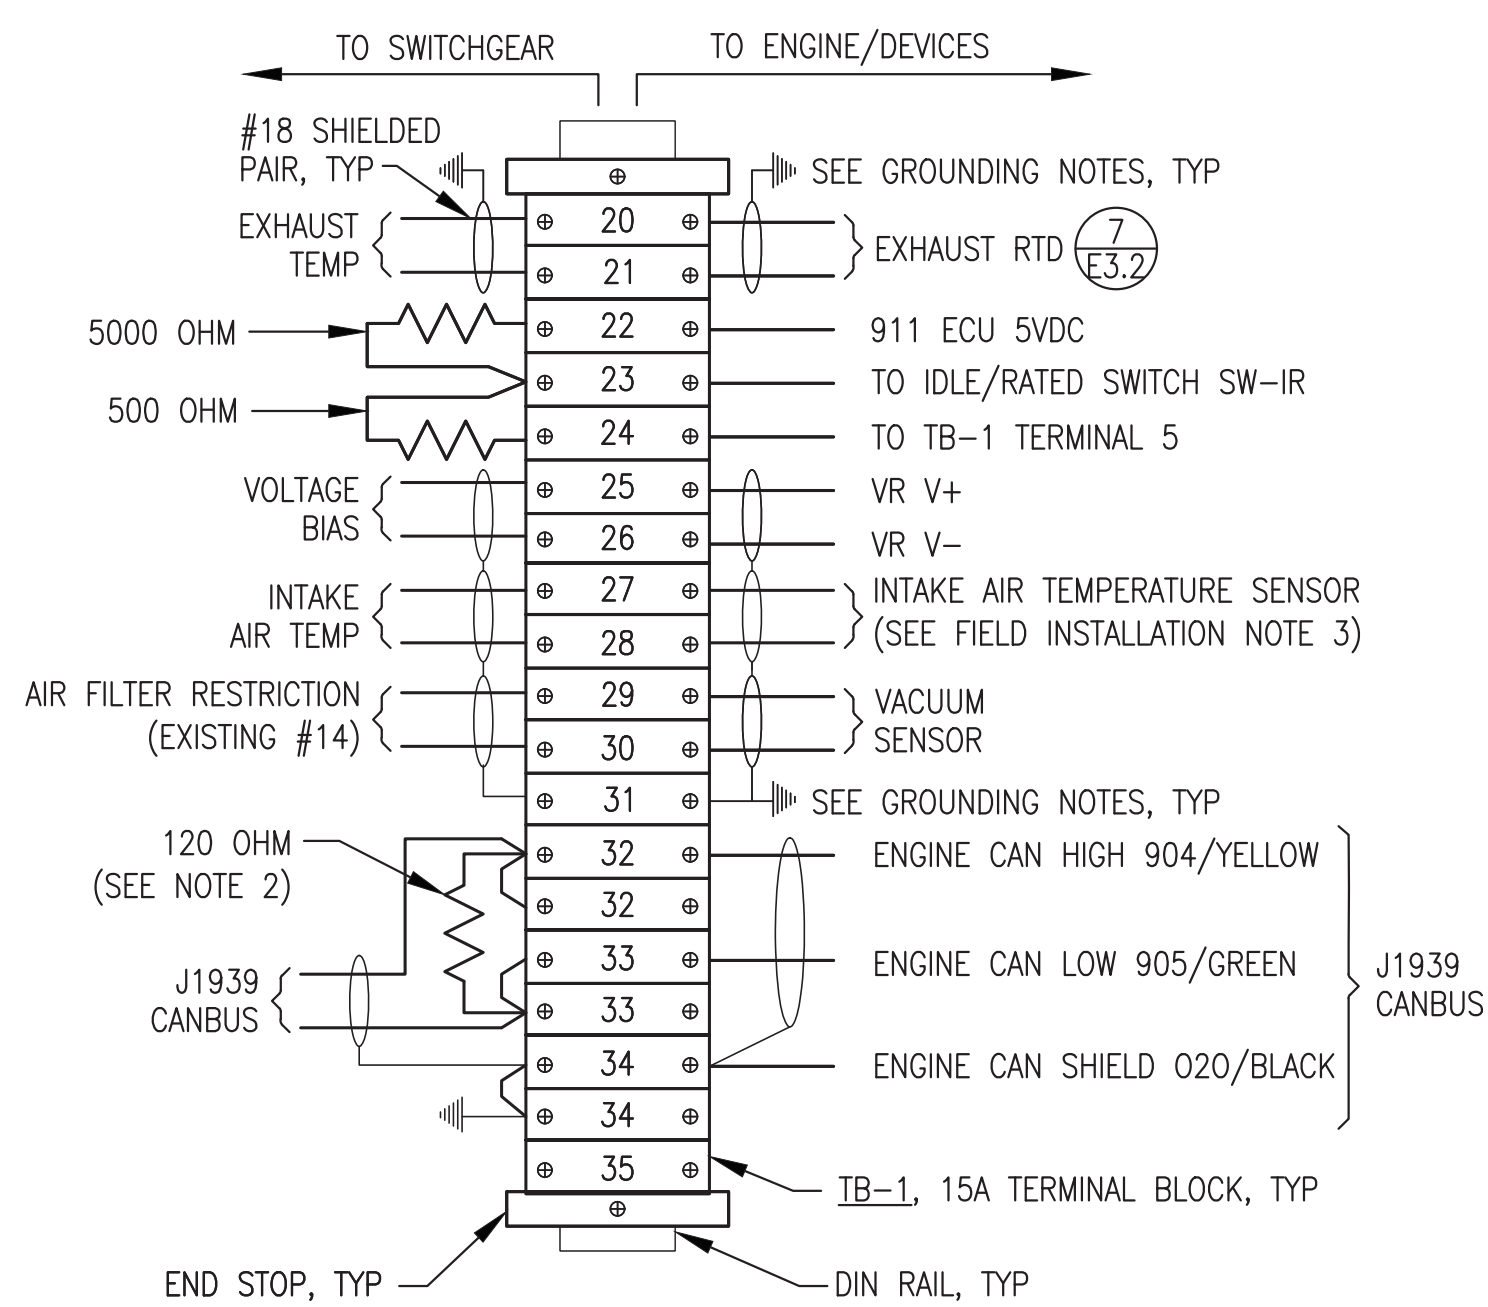 TO SWITCHGEAR
TO ENGINE/DEVICES
#18 SHIELDED
PAIR, TYP
SEE GROUNDING NOTES, TYP
EXHAUST
TEMP
20
21
EXHAUST RTD
7
E3.2
5000 OHM
22
911 ECU 5VDC
23
TO IDLE/RATED SWITCH SW-IR
500 OHM
24
TO TB-1 TERMINAL 5
VOLTAGE
BIAS
25
VR V+
26
VR V-
INTAKE
AIR TEMP
27
28
INTAKE AIR TEMPERATURE SENSOR
(SEE FIELD INSTALLATION NOTE 3)
AIR FILTER RESTRICTION
(EXISTING #14)
29
30
VACUUM
SENSOR
31
SEE GROUNDING NOTES, TYP
120 OHM
(SEE NOTE 2)
32
ENGINE CAN HIGH 904/YELLOW
32
J1939
CANBUS
33
ENGINE CAN LOW 905/GREEN
33
J1939
CANBUS
34
ENGINE CAN SHIELD 020/BLACK
34
35
TB-1, 15A TERMINAL BLOCK, TYP
END STOP, TYP
DIN RAIL, TYP